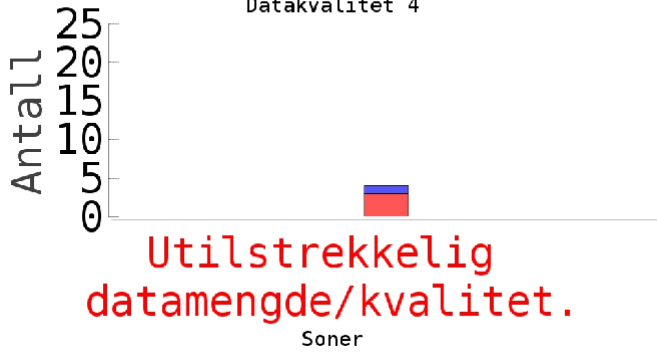 Datakvalitet 4
25
20
15
10
5
0
Antall
Utilstrekkelig
datamengde/kvalitet.
Soner